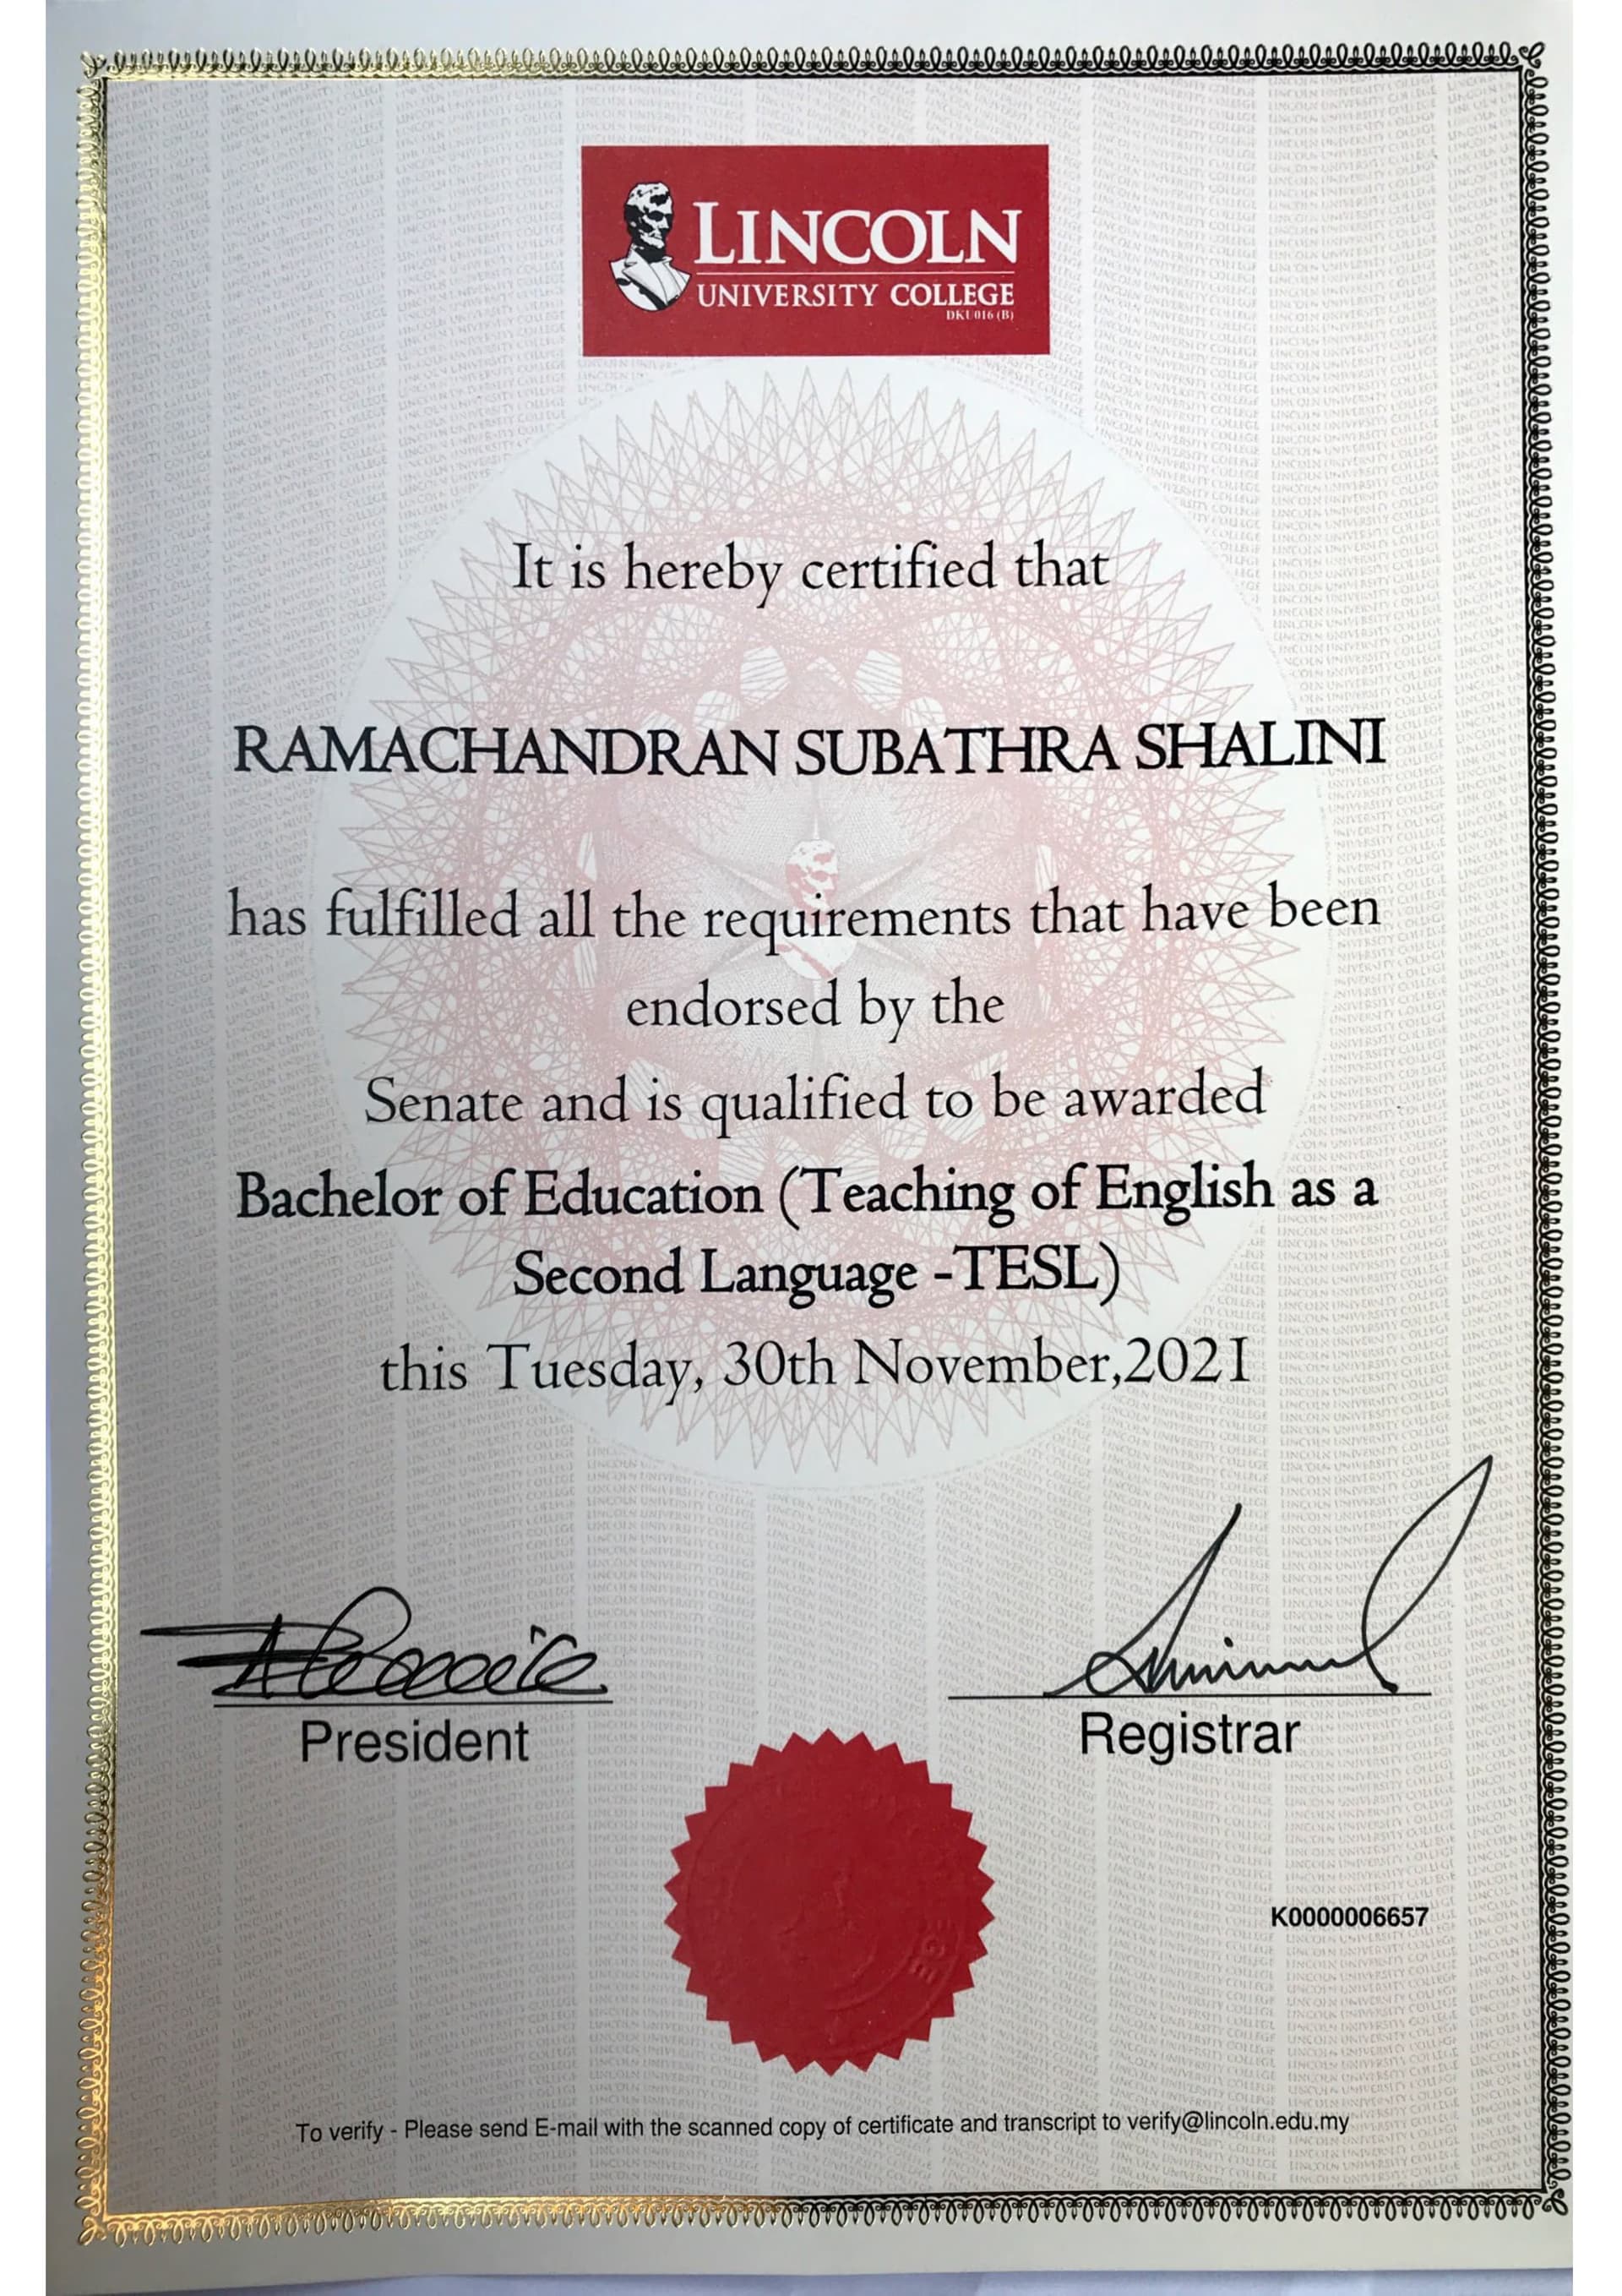 LINCOLN
UNIVERSITY COLLEGE
DKU016 (B)
It is hereby certified that
RAMACHANDRAN SUBATHRA SHALINI
has fulfilled all the requirements that have been
endorsed by the
Senate and is qualified to be awarded
Bachelor of Education (Teaching of English as a
Second Language -TESL)
this Tuesday, 30th November,2021
President
Registrar
K0000006657
To verify - Please send E-mail with the scanned copy of certificate and transcript to verify@lincoln.edu.my